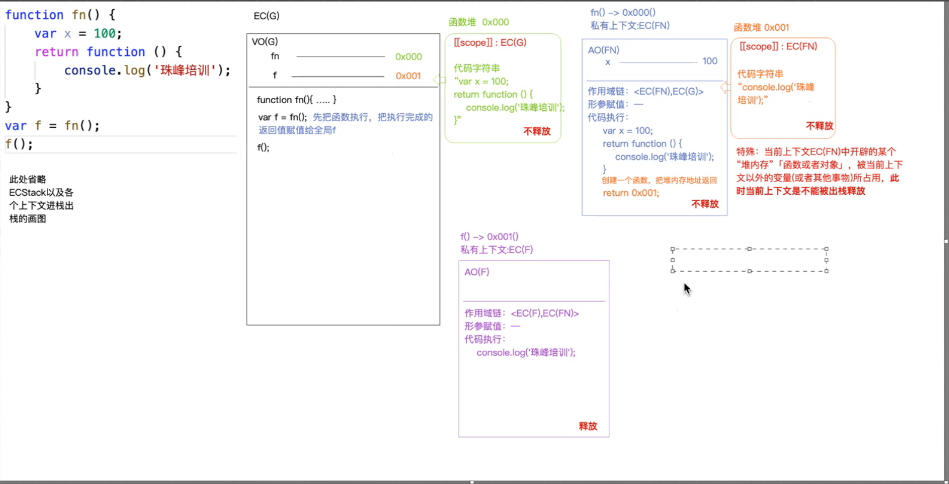 function fn() {
var x = 100;
return function () {
console.log('珠峰培训');
}
}
var f = fn();
f();
此处省略
ECStack以及各
个上下文进栈出
栈的画图
EC(G)
VO(G)
fn 0x000
f 0x001
function fn(){ ..... }
var f = fn(); 先把函数执行，把执行完成的
返回值赋值给全局f
f();
函数堆 0x000
[[scope]] : EC(G)
代码字符串
“var x = 100;
return function () {
console.log('珠峰培训');
}”
不释放
fn() -> 0x000()
私有上下文:EC(FN)
AO(FN)
x 100
作用域链：<EC(FN),EC(G)>
形参赋值：—
代码执行：
var x = 100;
return function () {
console.log('珠峰培训');
}
创建一个函数，把堆内存地址返回
return 0x001;
不释放
函数堆 0x001
[[scope]] : EC(FN)
代码字符串
“console.log('珠峰
培训');”
不释放
特殊：当前上下文EC(FN)中开辟的某个
“堆内存”「函数或者对象」，被当前上下
文以外的变量(或者其他事物)所占用，此
时当前上下文是不能被出栈释放
f() -> 0x001()
私有上下文:EC(F)
AO(F)
作用域链：<EC(F),EC(FN)>
形参赋值：—
代码执行：
console.log('珠峰培训');
释放